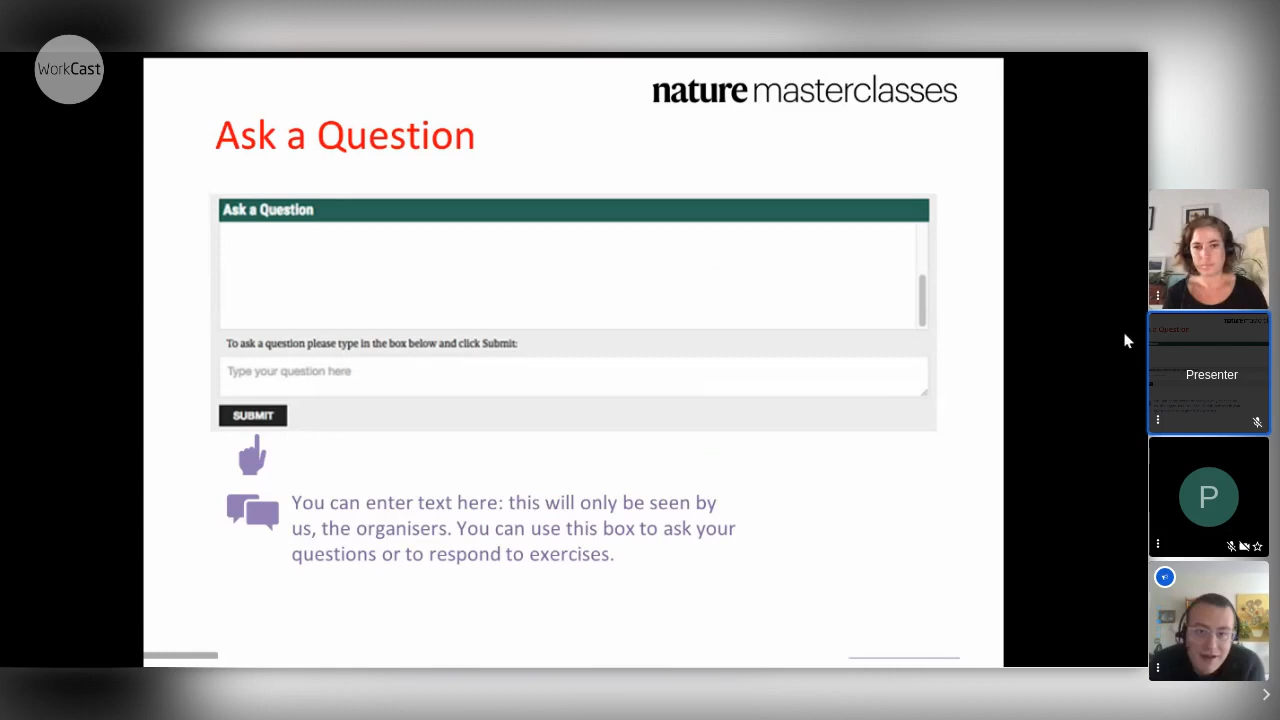 WorkCast
nature masterclasses
Ask a Question
Ask a Question
To ask a question please type in the box below and click Submit:
Type your question here
SUBMIT
You can enter text here: this will only be seen by
us, the organisers. You can use this box to ask your
questions or to respond to exercises.
Presenter
P